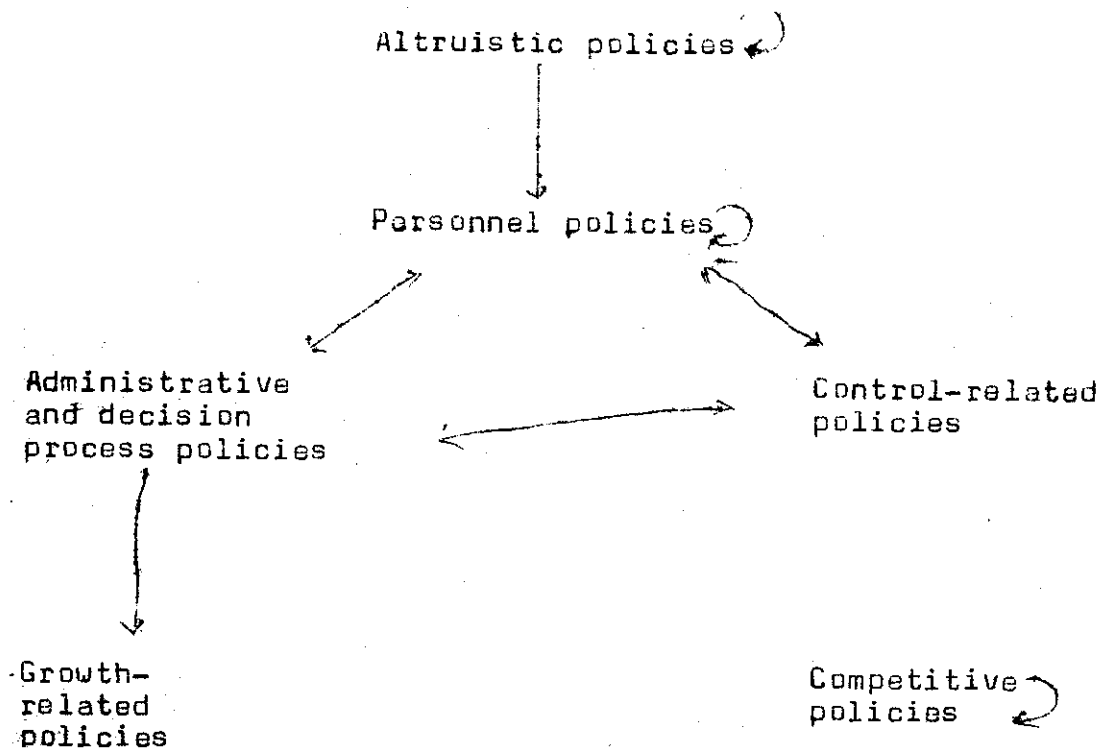 Altruistic policies
Personnel policies
Administrative
and decision
process policies
Control-related
policies
Growth-
related
policies
Competitive
policies